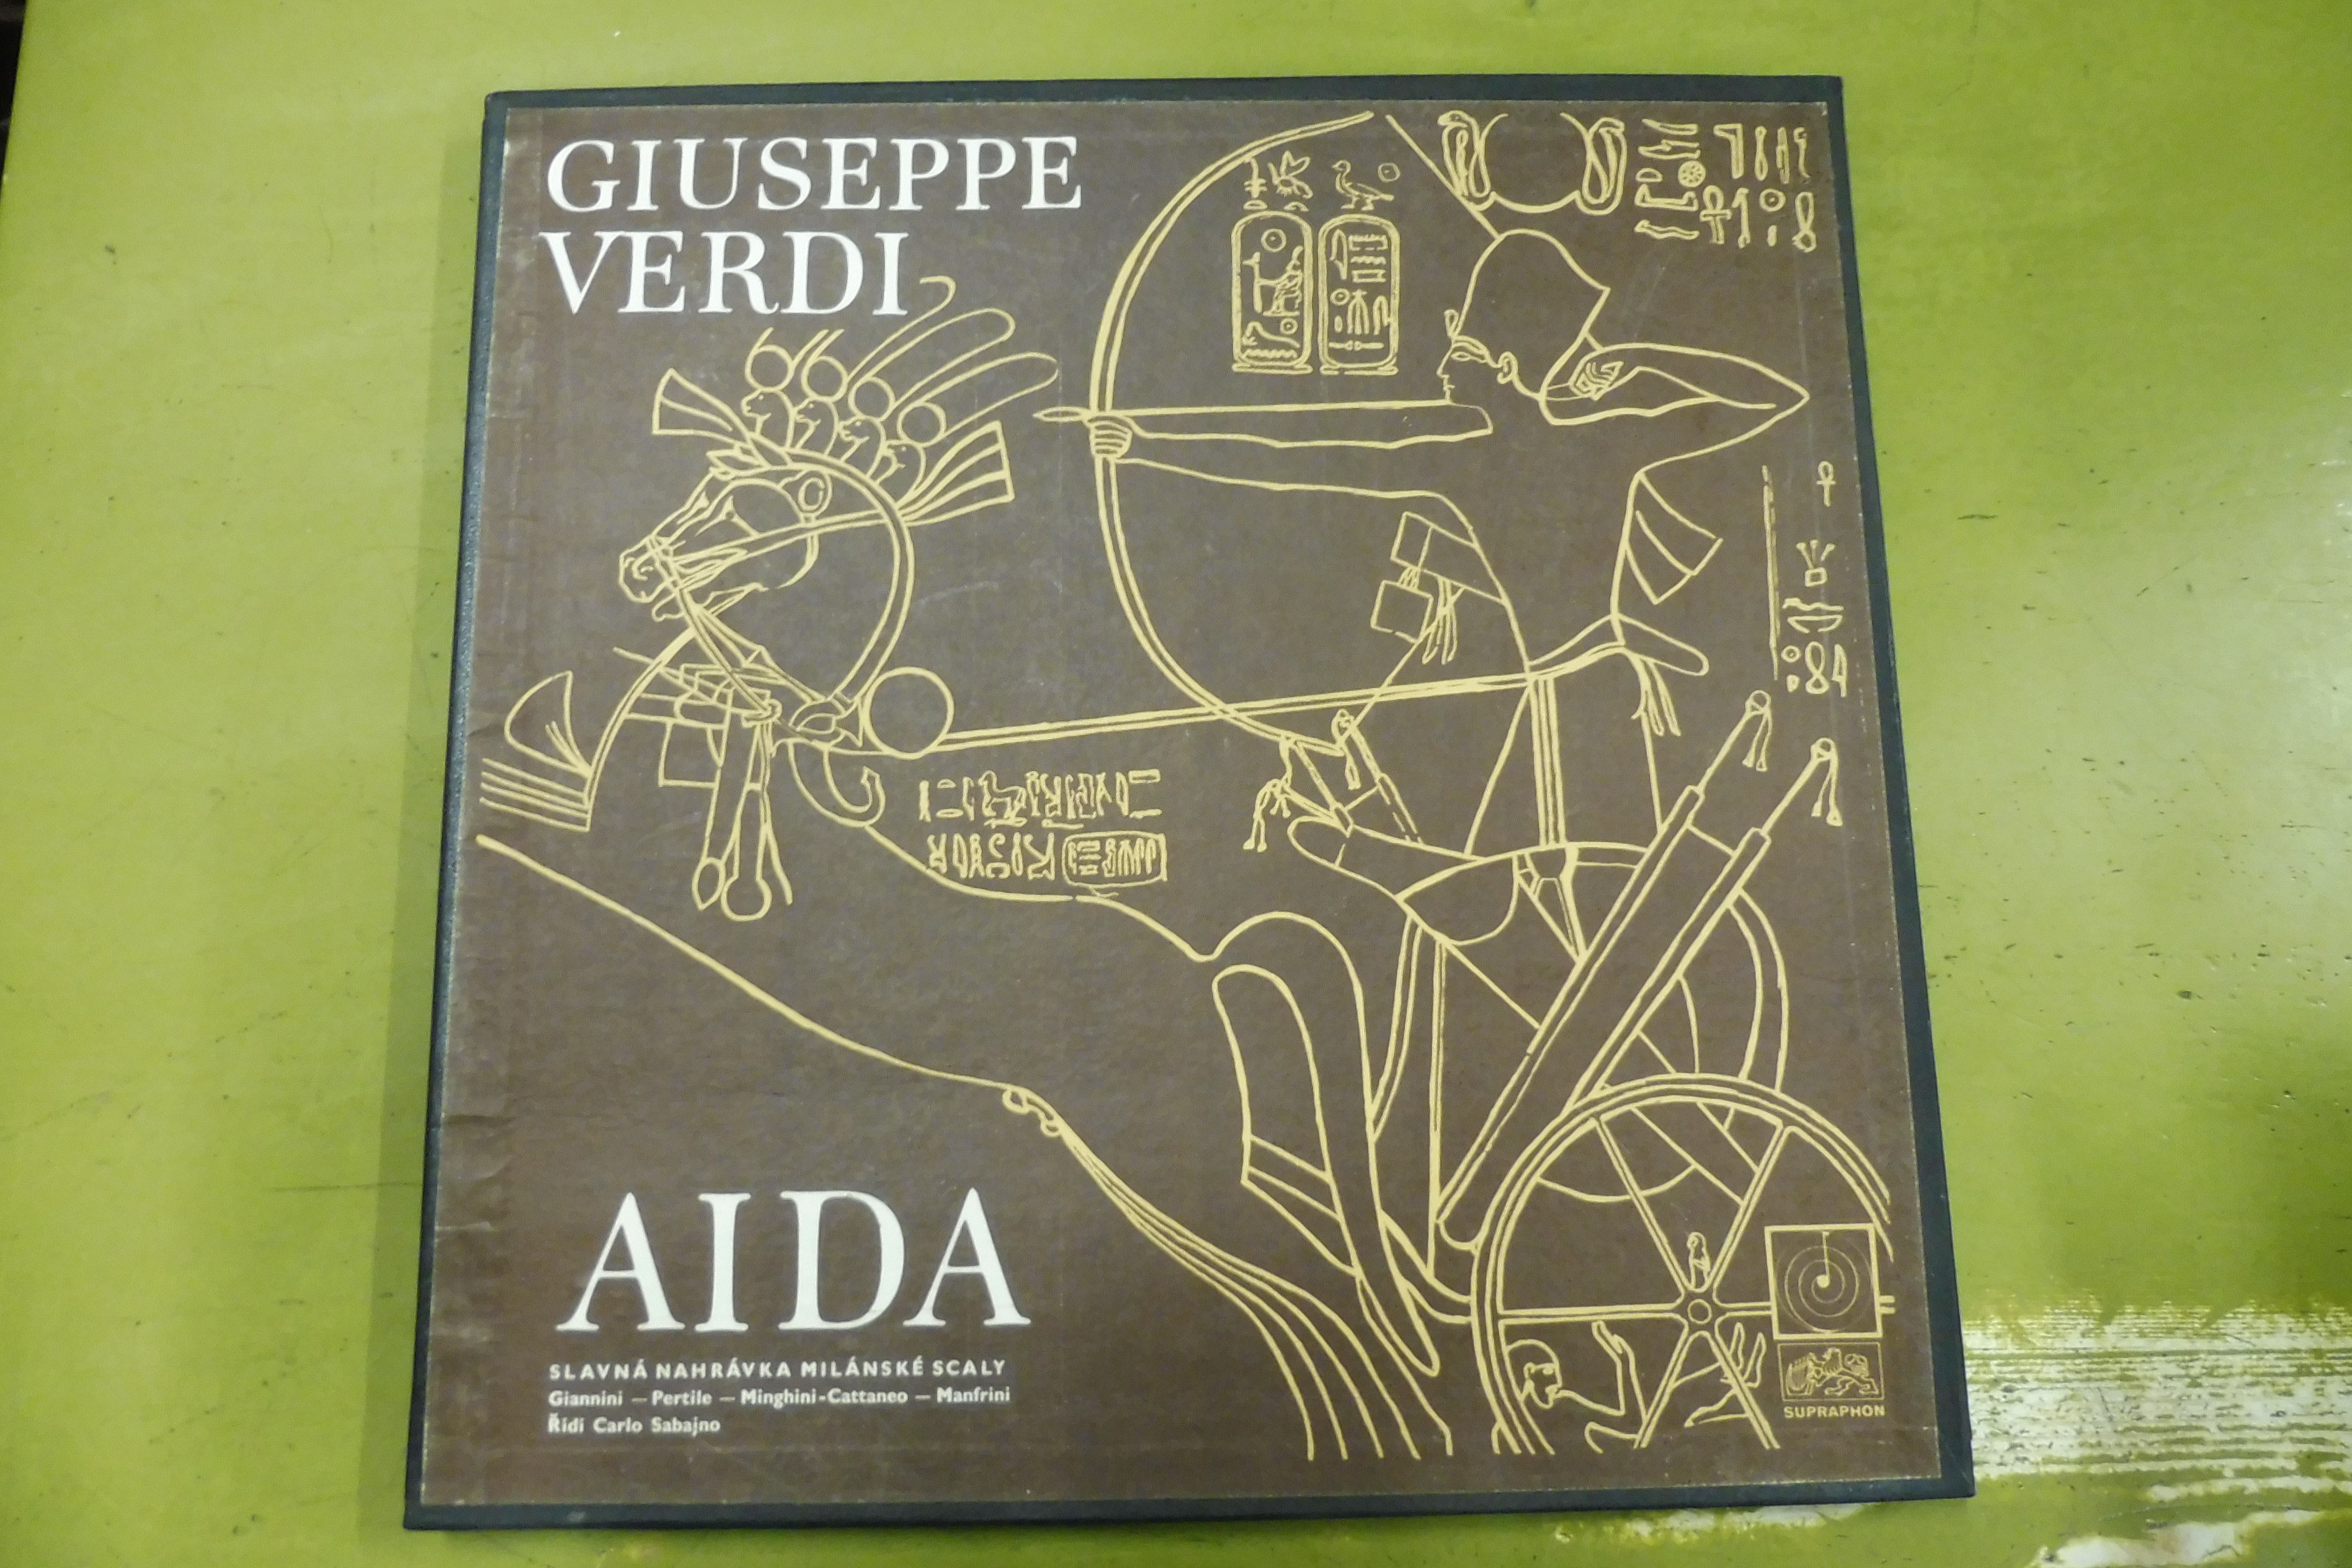 GIUSEPPE
VERDI
AIDA
SLAVNÁ NAHRÁVKA MILÁNSKÉ SCALY
Giannini — Pertile — Minghini-Cattaneo — Manfrini
Řídí Carlo Sabajno
SUPRAPHON